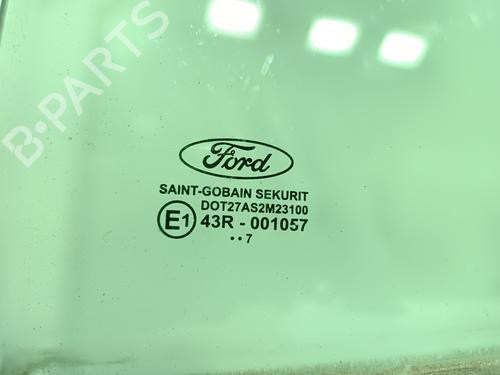 B-PARTS
Ford
SAINT-GOBAIN SEKURIT
DOT27AS2M23100
E1 43R - 001057
••7